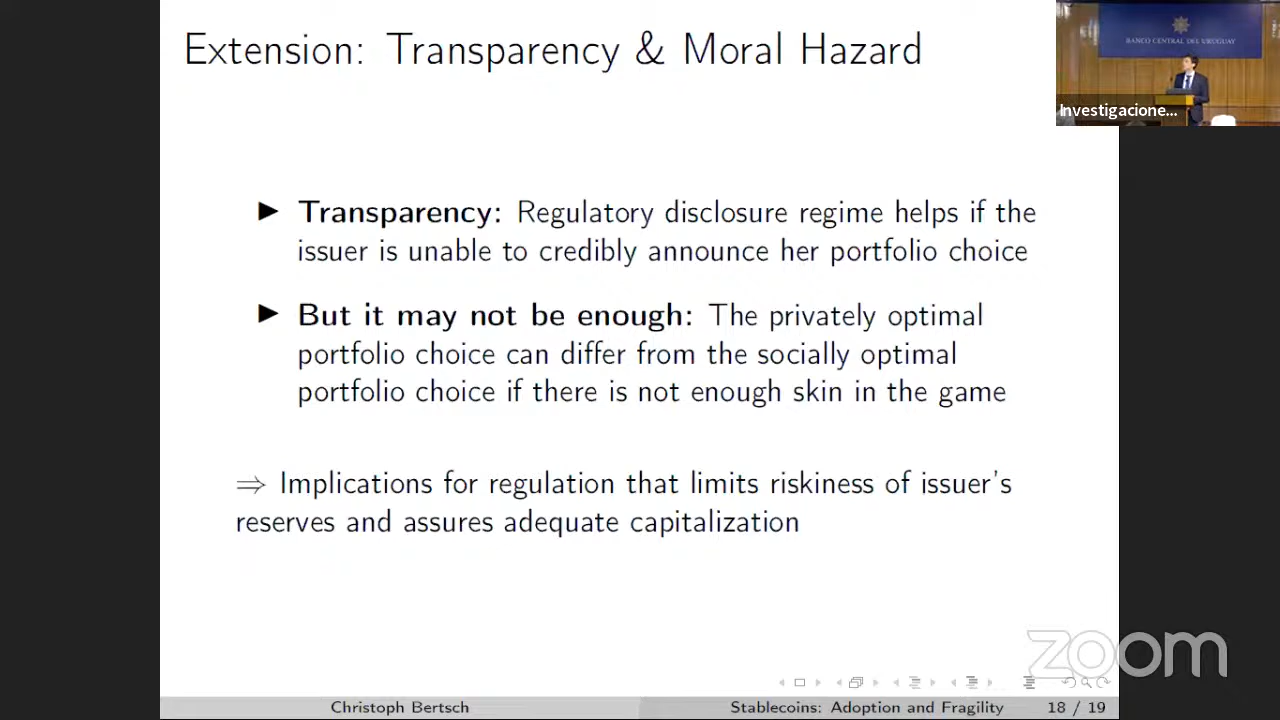 Extension: Transparency & Moral Hazard
BANCO CENTRAL DEL URUGUAY
Investigacione...
▶ Transparency: Regulatory disclosure regime helps if the
issuer is unable to credibly announce her portfolio choice
▶ But it may not be enough: The privately optimal
portfolio choice can differ from the socially optimal
portfolio choice if there is not enough skin in the game
⇒ Implications for regulation that limits riskiness of issuer's
reserves and assures adequate capitalization
zoom
Christoph Bertsch
Stablecoins: Adoption and Fragility
18 / 19